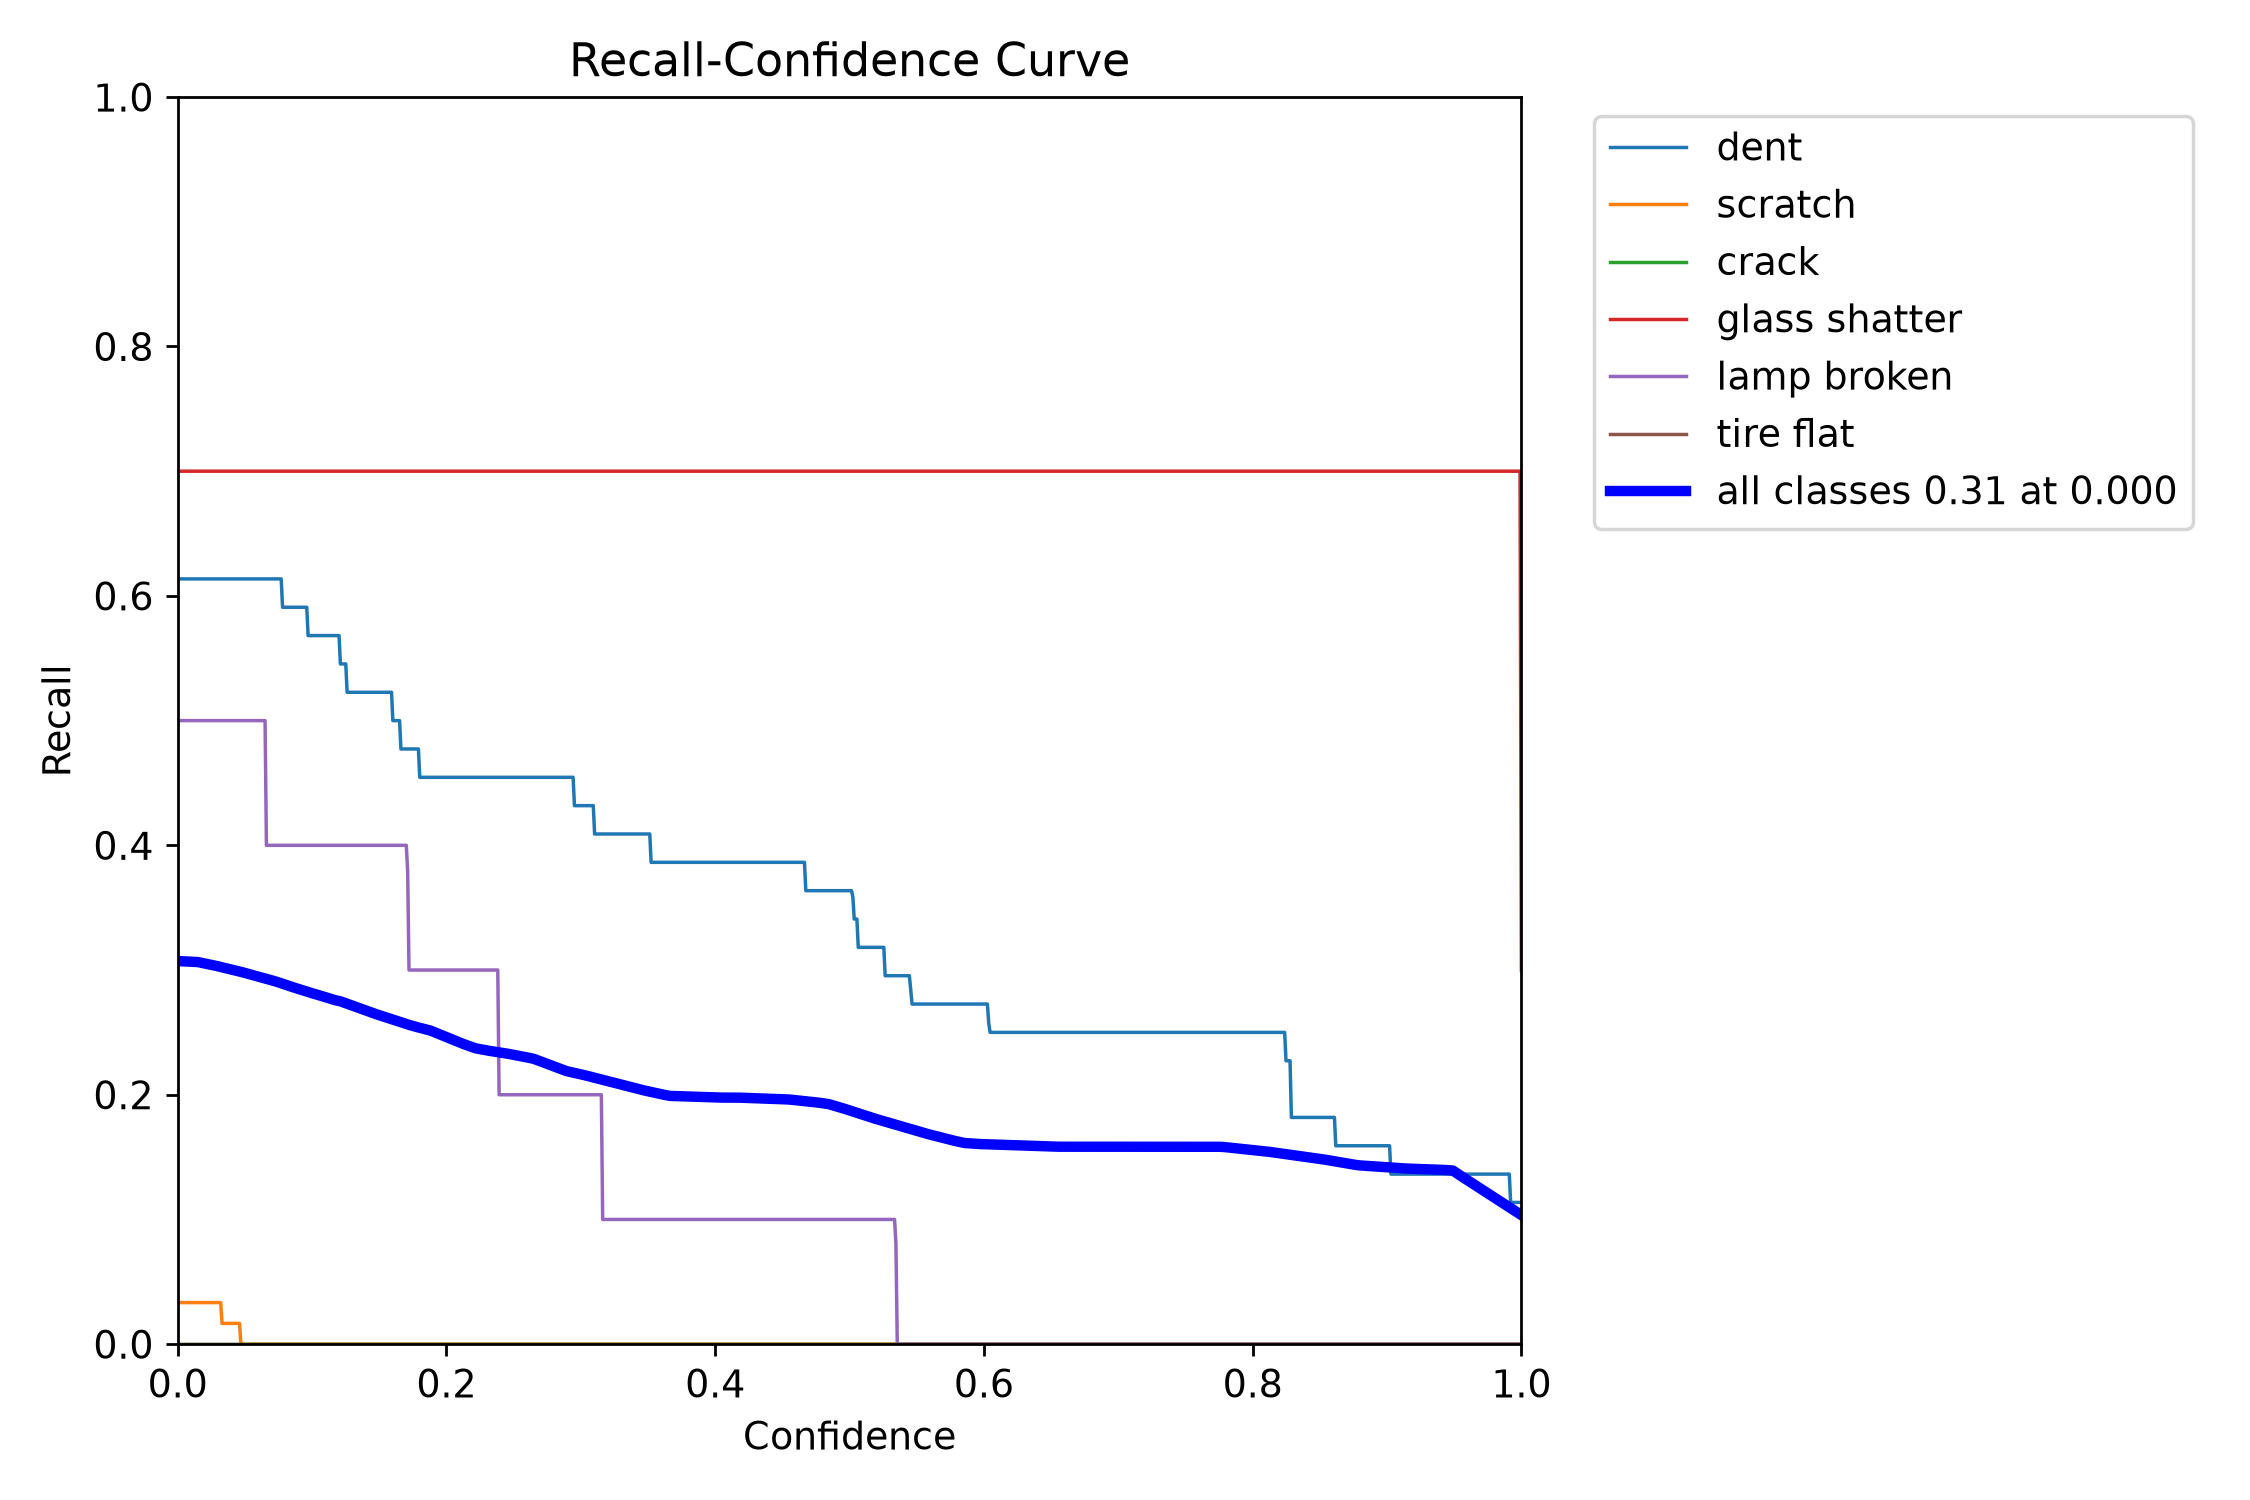 Recall-Confidence Curve
1.0
0.8
0.6
0.4
0.2
0.0
Recall
0.0 0.2 0.4 0.6 0.8 1.0
Confidence
dent
scratch
crack
glass shatter
lamp broken
tire flat
all classes 0.31 at 0.000